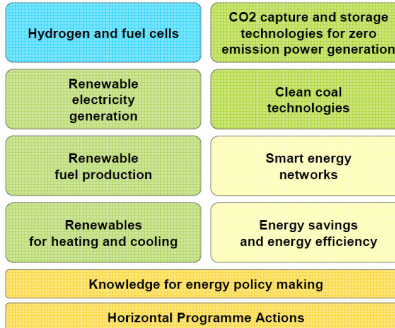 Hydrogen and fuel cells
CO2 capture and storage
technologies for zero
emission power generation
Renewable
electricity
generation
Clean coal
technologies
Renewable
fuel production
Smart energy
networks
Renewables
for heating and cooling
Energy savings
and energy efficiency
Knowledge for energy policy making
Horizontal Programme Actions